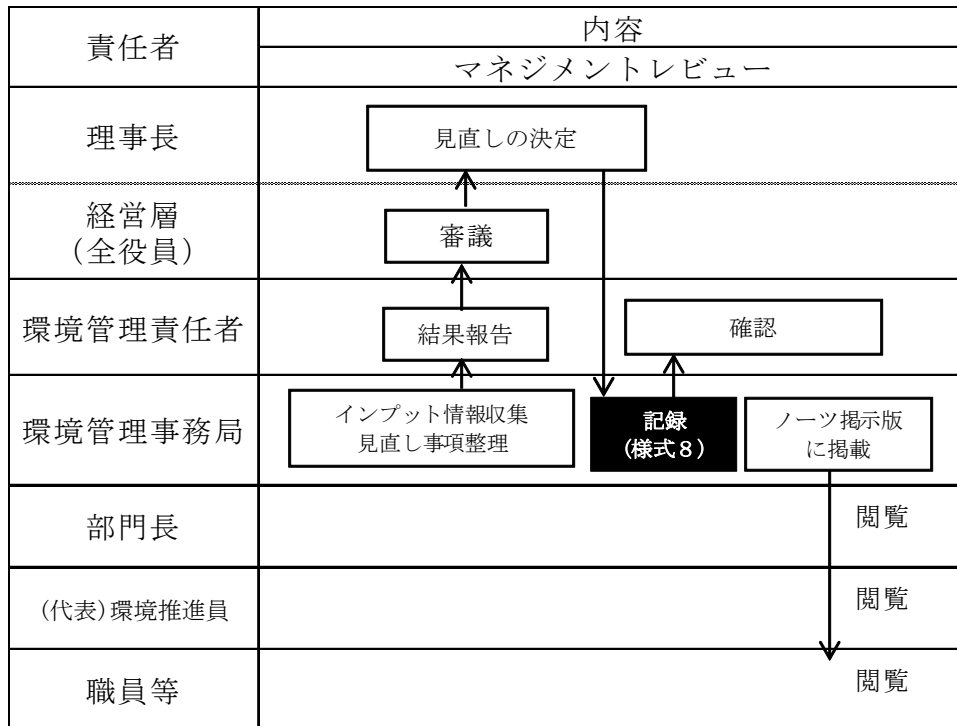 責任者
内容
マネジメントレビュー
理事長
見直しの決定
経営層
(全役員)
審議
環境管理責任者
結果報告
確認
環境管理事務局
インプット情報収集
見直し事項整理
記録
(様式８)
ノーツ掲示版
に掲載
部門長
閲覧
(代表)環境推進員
閲覧
職員等
閲覧